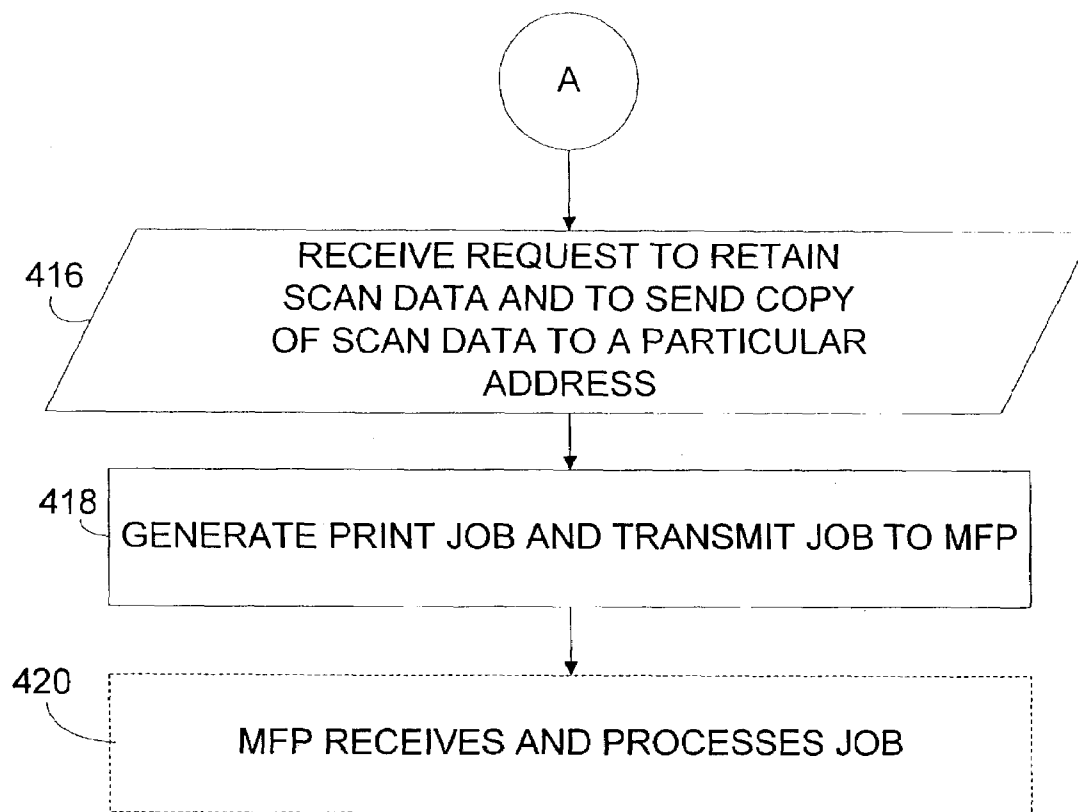 A
416
RECEIVE REQUEST TO RETAIN
SCAN DATA AND TO SEND COPY
OF SCAN DATA TO A PARTICULAR
ADDRESS
418
GENERATE PRINT JOB AND TRANSMIT JOB TO MFP
420
MFP RECEIVES AND PROCESSES JOB